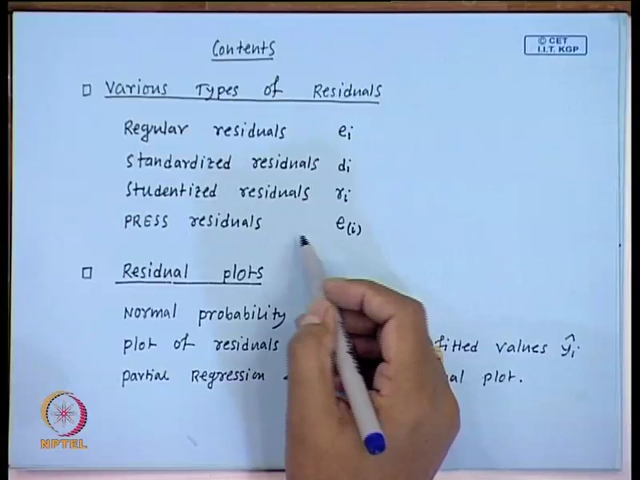 Contents
© CET
I.I.T. KGP
Various Types of Residuals
Regular residuals eᵢ
Standardized residuals dᵢ
Studentized residuals rᵢ
PRESS residuals e₍ᵢ₎
Residual plots
Normal probability
plot of residuals fitted values ŷᵢ
partial Regression plot.
NPTEL